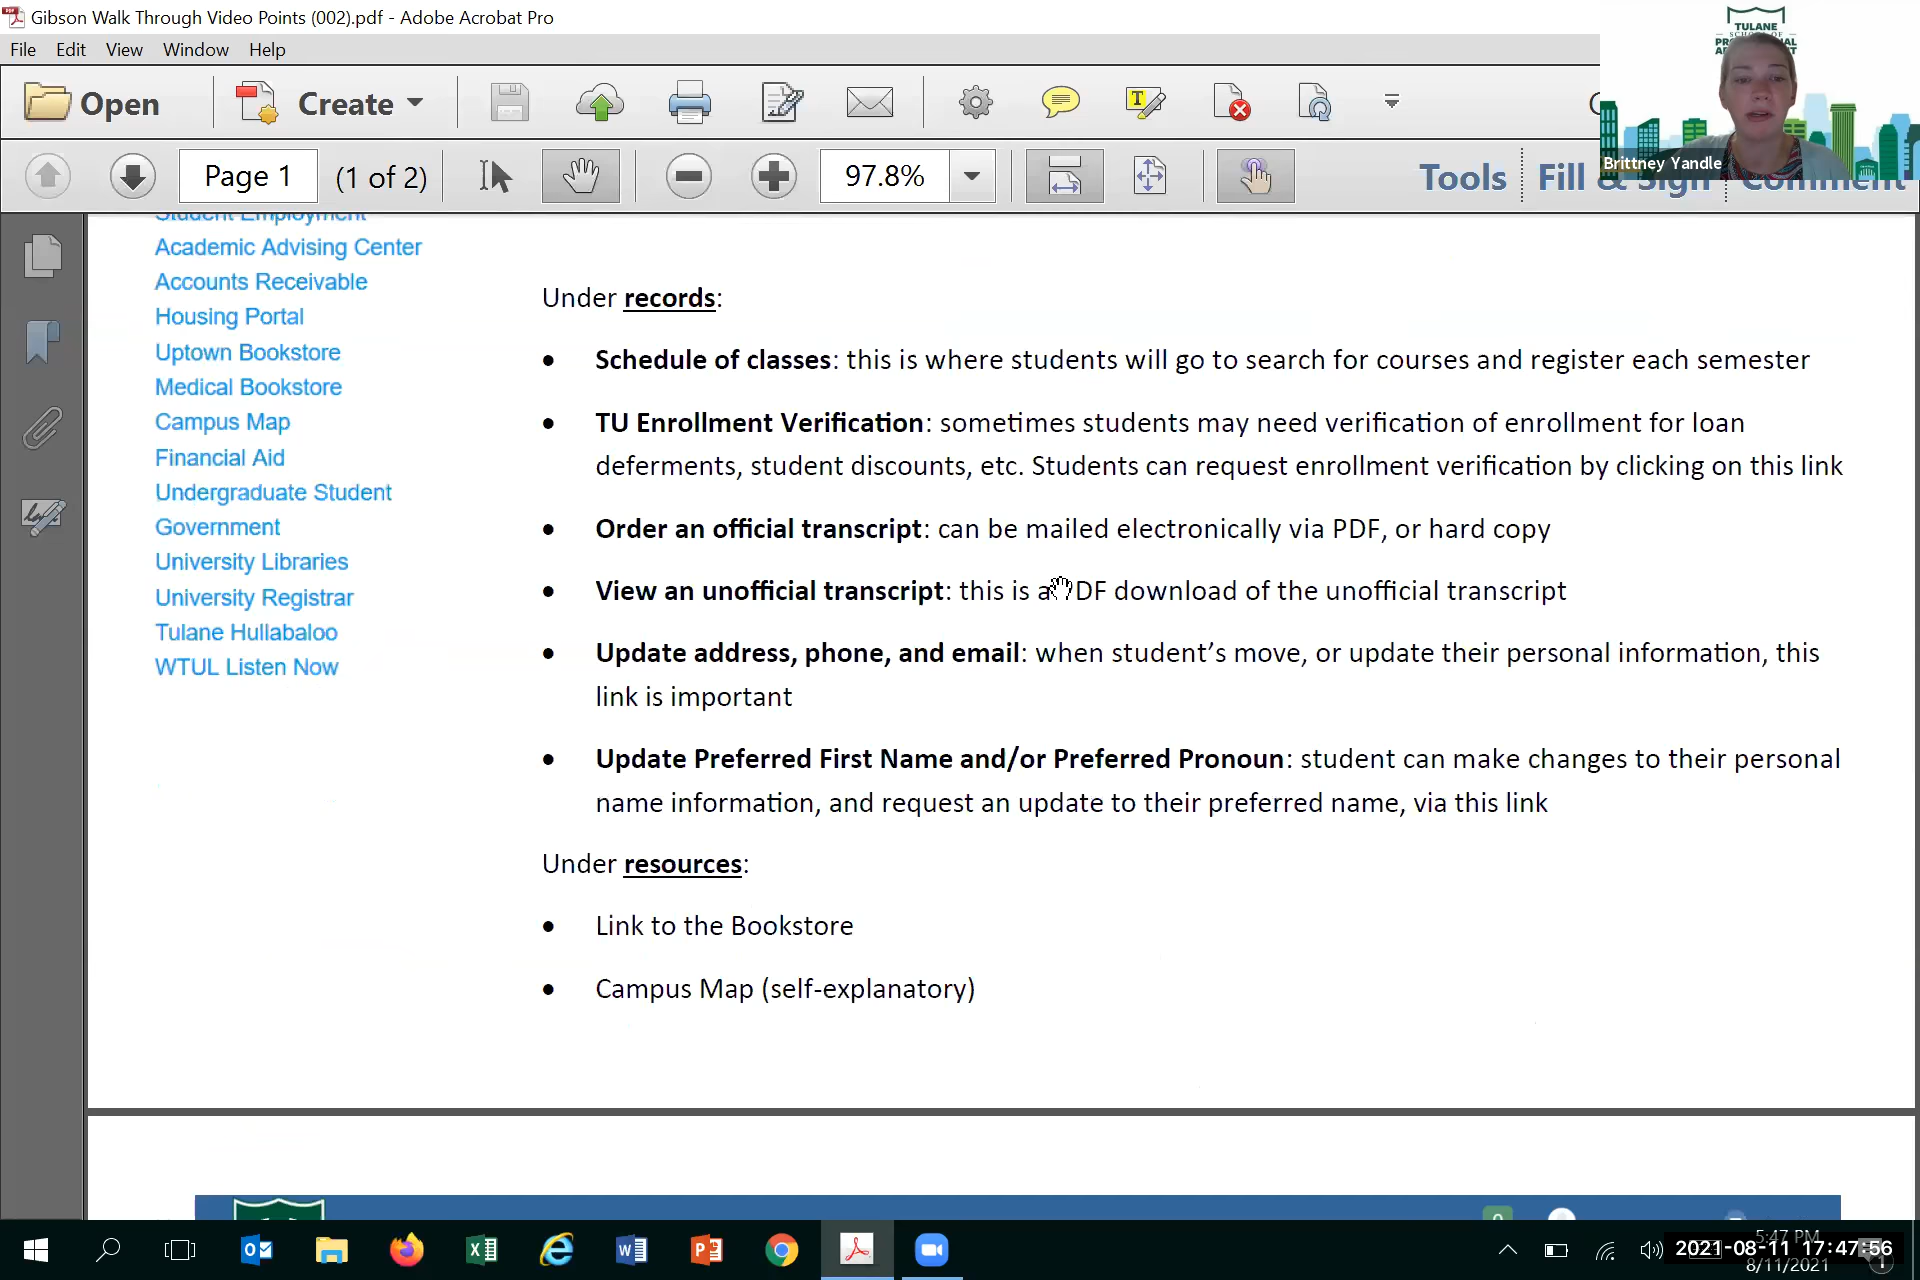 Gibson Walk Through Video Points (002).pdf - Adobe Acrobat Pro
File Edit View Window Help
Open Create
Page 1 (1 of 2) 97.8% Tools Fill & Sign Comment
TULANE
Brittney Yandle
Student Employment
Academic Advising Center
Accounts Receivable
Housing Portal
Uptown Bookstore
Medical Bookstore
Campus Map
Financial Aid
Undergraduate Student
Government
University Libraries
University Registrar
Tulane Hullabaloo
WTUL Listen Now
Under records:
• Schedule of classes: this is where students will go to search for courses and register each semester
• TU Enrollment Verification: sometimes students may need verification of enrollment for loan
deferments, student discounts, etc. Students can request enrollment verification by clicking on this link
• Order an official transcript: can be mailed electronically via PDF, or hard copy
• View an unofficial transcript: this is a PDF download of the unofficial transcript
• Update address, phone, and email: when student’s move, or update their personal information, this
link is important
• Update Preferred First Name and/or Preferred Pronoun: student can make changes to their personal
name information, and request an update to their preferred name, via this link
Under resources:
• Link to the Bookstore
• Campus Map (self-explanatory)
5:47 PM
2021-08-11 17:47:56
8/11/2021